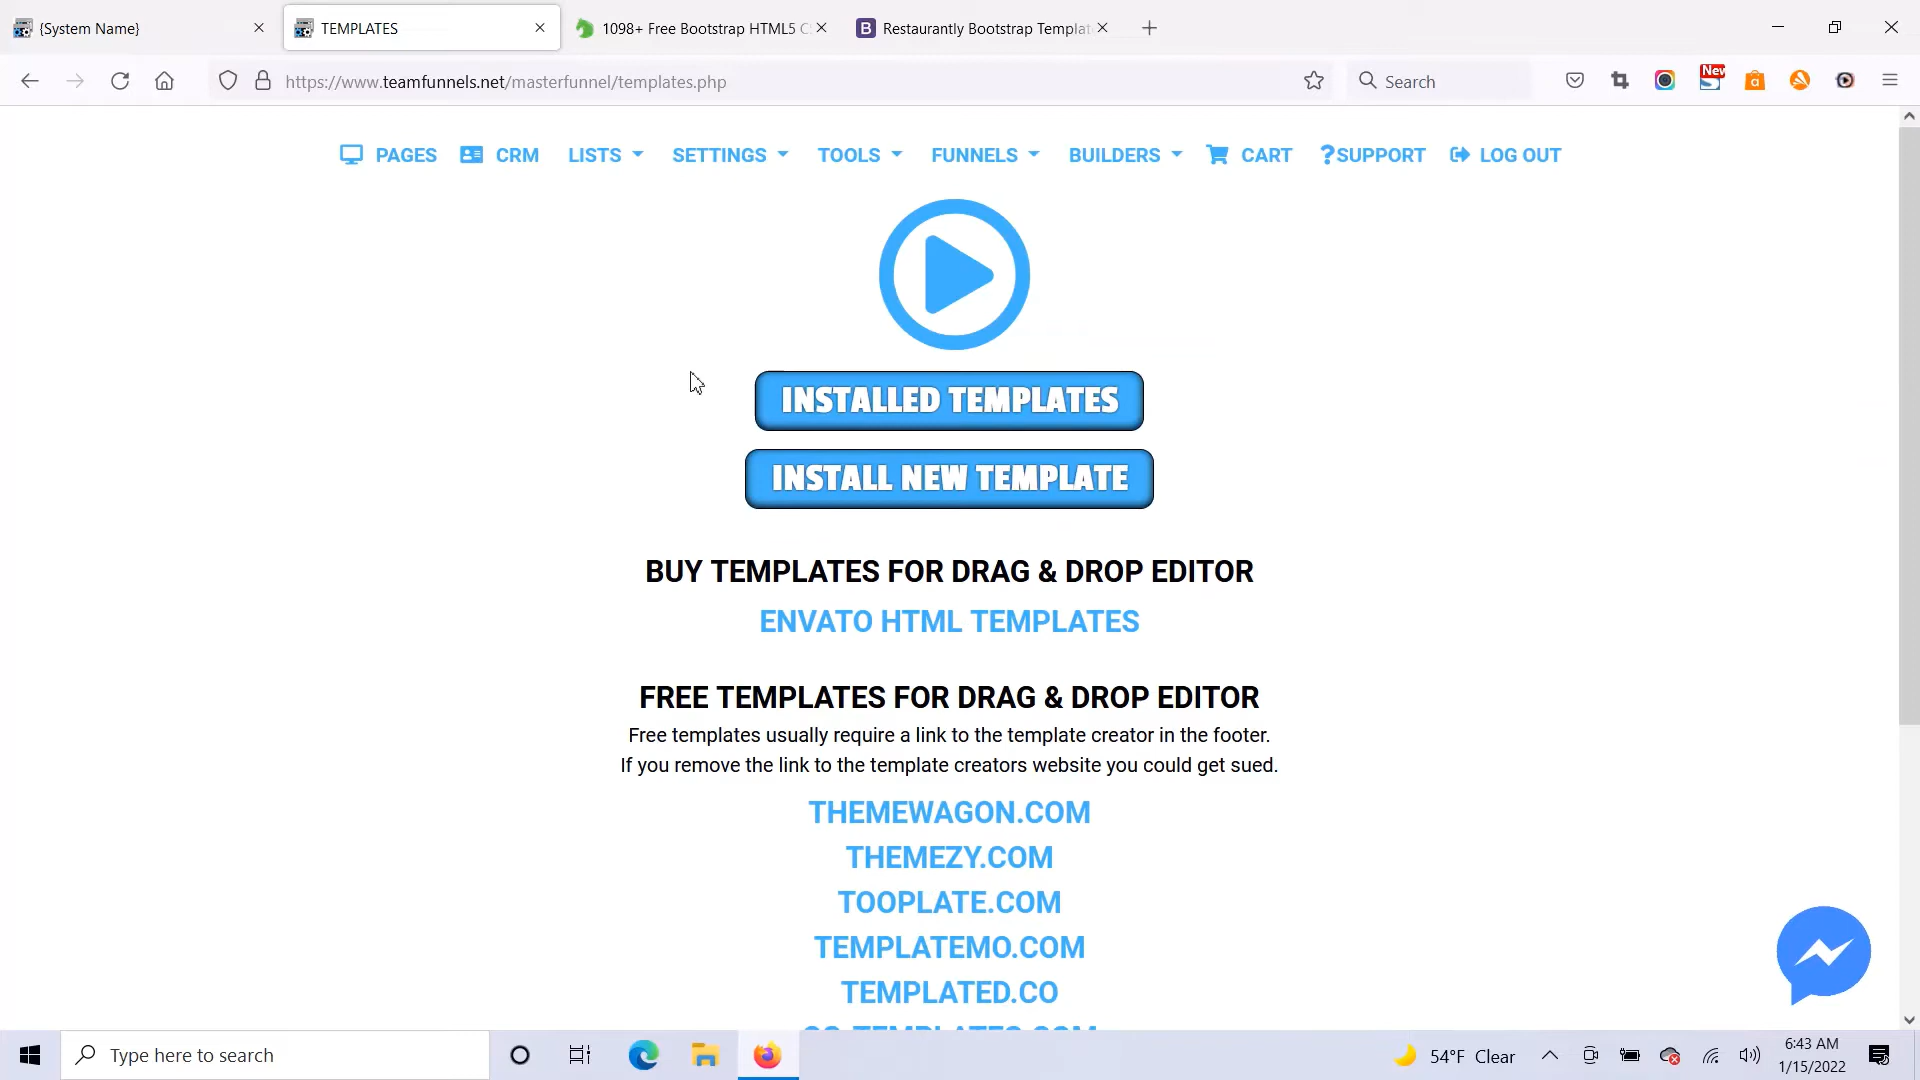 {System Name}
TEMPLATES
1098+ Free Bootstrap HTML5 C
Restaurantly Bootstrap Templat
https://www.teamfunnels.net/masterfunnel/templates.php
Search
New
PAGES
CRM
LISTS
SETTINGS
TOOLS
FUNNELS
BUILDERS
CART
?SUPPORT
LOG OUT
INSTALLED TEMPLATES
INSTALL NEW TEMPLATE
BUY TEMPLATES FOR DRAG & DROP EDITOR
ENVATO HTML TEMPLATES
FREE TEMPLATES FOR DRAG & DROP EDITOR
Free templates usually require a link to the template creator in the footer.
If you remove the link to the template creators website you could get sued.
THEMEWAGON.COM
THEMEZY.COM
TOOPLATE.COM
TEMPLATEMO.COM
TEMPLATED.CO
Type here to search
54°F Clear
6:43 AM
1/15/2022